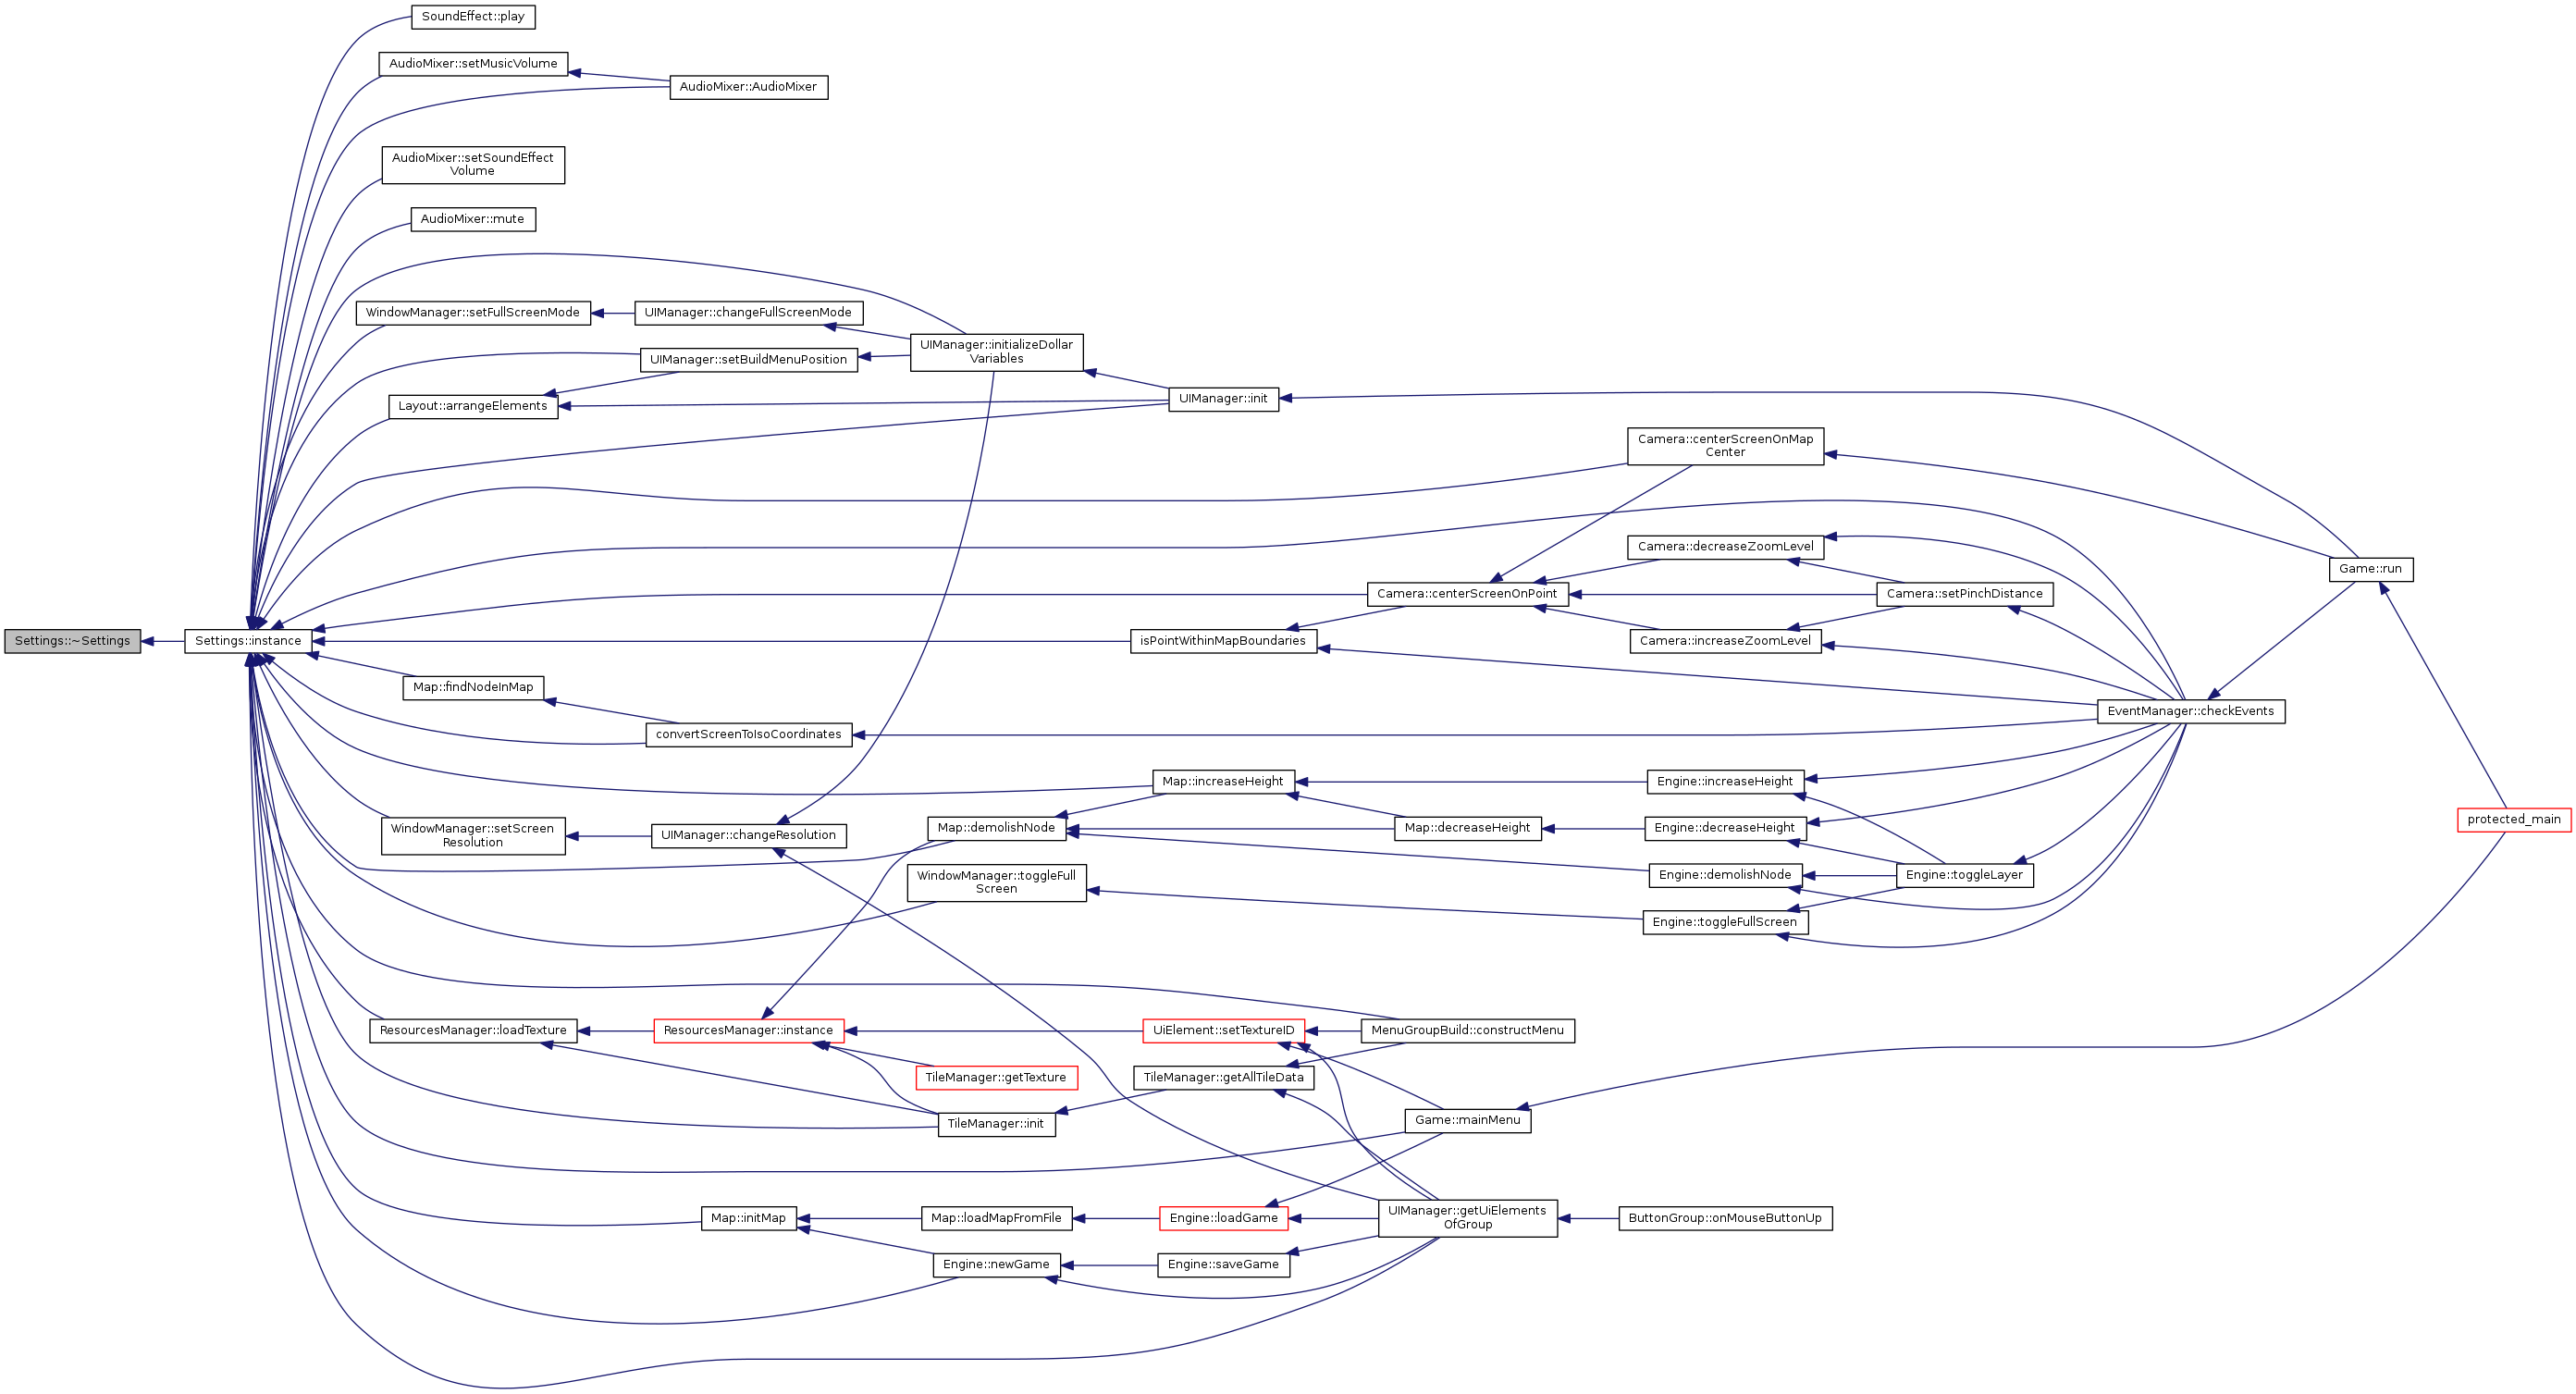 SoundEffect::play
AudioMixer::setMusicVolume
AudioMixer::AudioMixer
AudioMixer::setSoundEffect
Volume
AudioMixer::mute
WindowManager::setFullScreenMode
UIManager::changeFullScreenMode
UIManager::initializeDollar
Variables
UIManager::setBuildMenuPosition
Layout::arrangeElements
UIManager::init
Camera::centerScreenOnMap
Center
Camera::decreaseZoomLevel
Game::run
Camera::centerScreenOnPoint
Camera::setPinchDistance
Settings::~Settings
Settings::instance
isPointWithinMapBoundaries
Camera::increaseZoomLevel
Map::findNodeInMap
EventManager::checkEvents
convertScreenToIsoCoordinates
Map::increaseHeight
Engine::increaseHeight
WindowManager::setScreen
Resolution
UIManager::changeResolution
Map::demolishNode
Map::decreaseHeight
Engine::decreaseHeight
protected_main
WindowManager::toggleFull
Screen
Engine::demolishNode
Engine::toggleLayer
Engine::toggleFullScreen
ResourcesManager::loadTexture
ResourcesManager::instance
UiElement::setTextureID
MenuGroupBuild::constructMenu
TileManager::getTexture
TileManager::getAllTileData
TileManager::init
Game::mainMenu
Map::initMap
Map::loadMapFromFile
Engine::loadGame
UIManager::getUiElements
OfGroup
ButtonGroup::onMouseButtonUp
Engine::newGame
Engine::saveGame